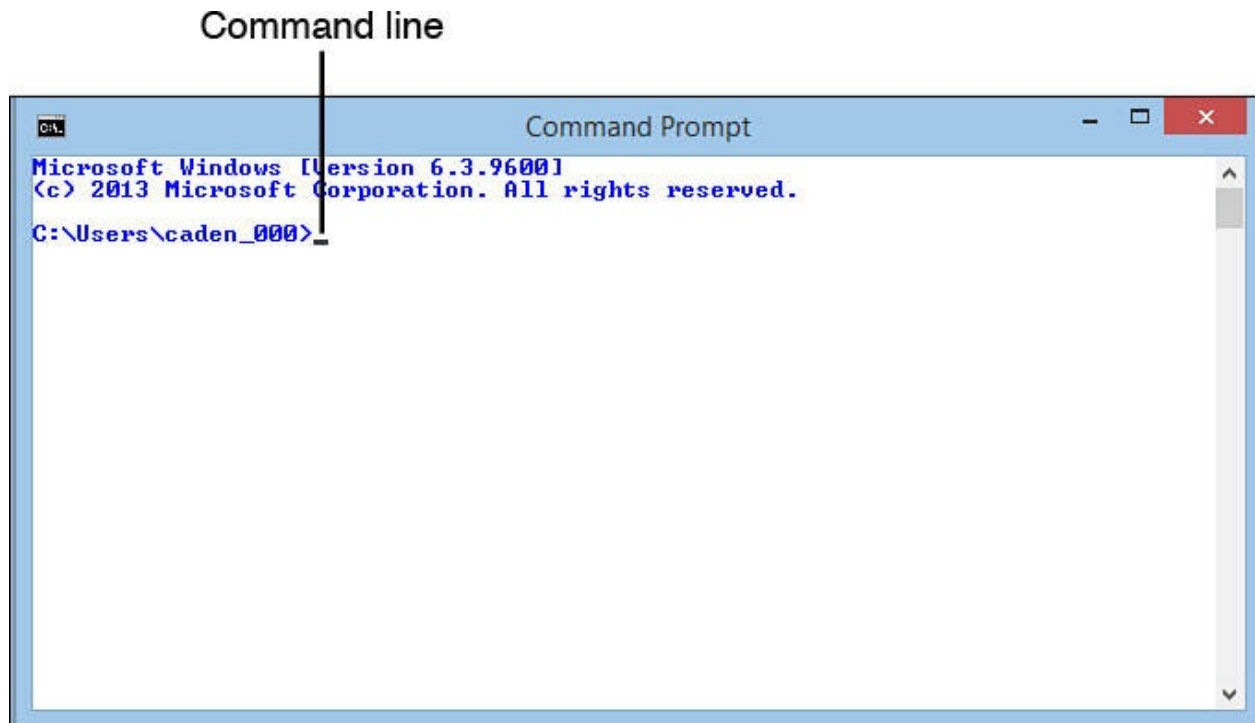 Command line
C:\.
Command Prompt
Microsoft Windows [Version 6.3.9600]
(c) 2013 Microsoft Corporation. All rights reserved.
C:\Users\caden_000>_